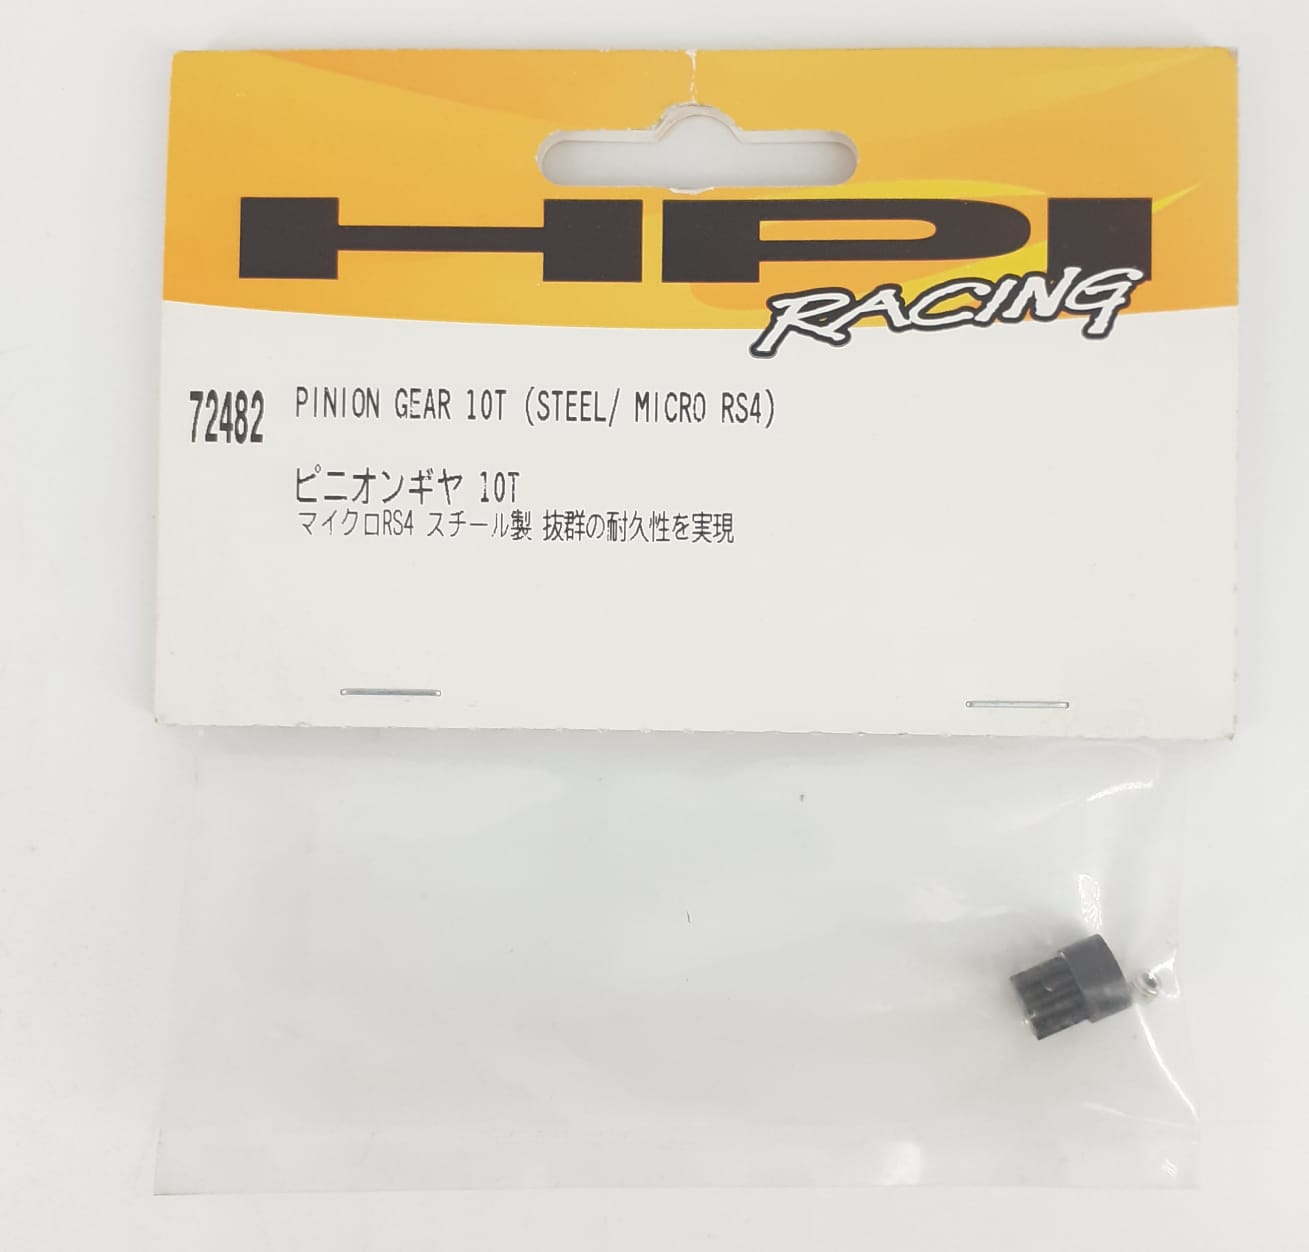 HPI
RACING
72482 PINION GEAR 10T (STEEL/ MICRO RS4)
ピニオンギヤ 10T
マイクロRS4 スチール製 抜群の耐久性を実現